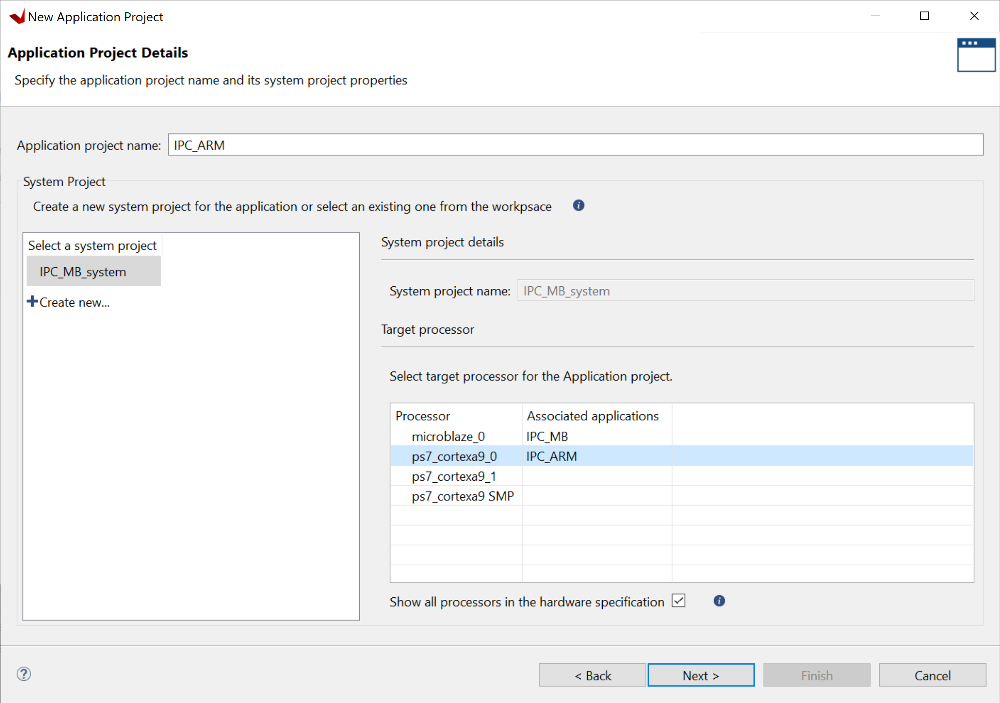 New Application Project
Application Project Details
Specify the application project name and its system project properties
Application project name: IPC_ARM
System Project
Create a new system project for the application or select an existing one from the workpsace
Select a system project
IPC_MB_system
Create new...
System project details
System project name: IPC_MB_system
Target processor
Select target processor for the Application project.
Processor Associated applications
microblaze_0 IPC_MB
ps7_cortexa9_0 IPC_ARM
ps7_cortexa9_1
ps7_cortexa9 SMP
Show all processors in the hardware specification
< Back Next > Finish Cancel